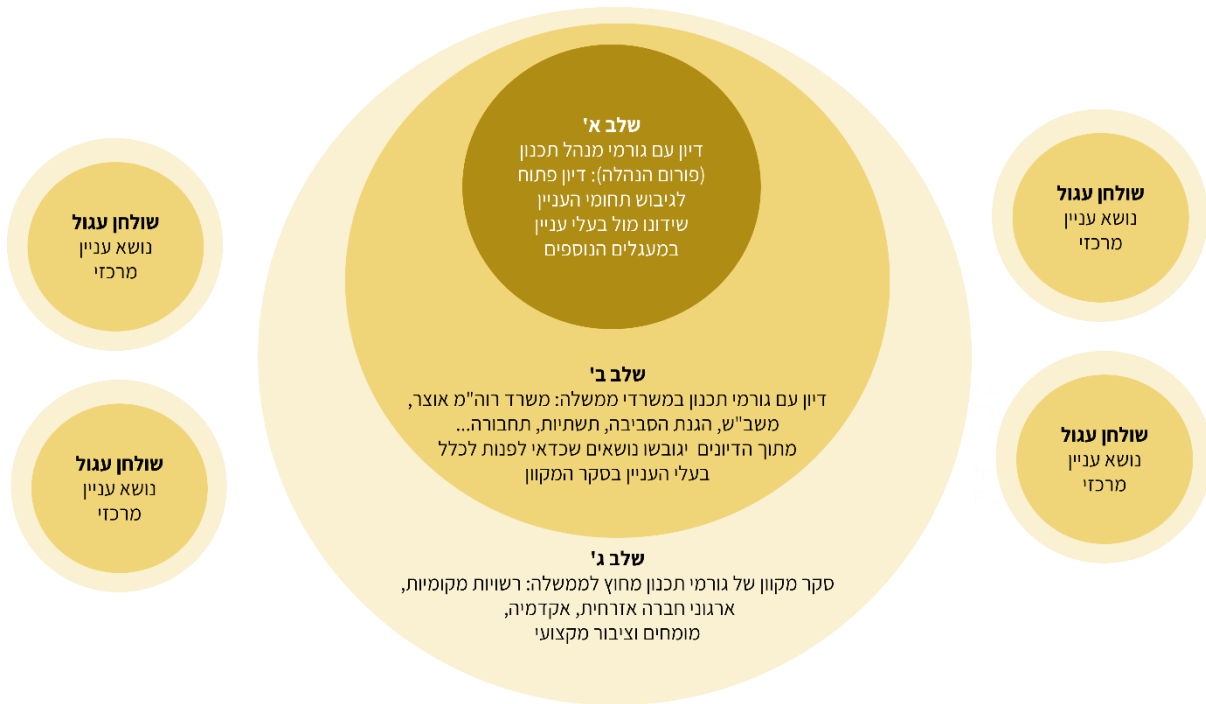 שלב א'
דיון עם גורמי מנהל תכנון
(פורום הנהלה): דיון פתוח
לגיבוש תחומי העניין
שידונו מול בעלי עניין
במעגלים הנוספים
שלב ב'
דיון עם גורמי תכנון במשרדי ממשלה: משרד רוה"מ אוצר,
משב"ש, הגנת הסביבה, תשתיות, תחבורה...
מתוך הדיונים יגובשו נושאים שכדאי לפנות לכלל
בעלי העניין בסקר המקוון
שלב ג'
סקר מקוון של גורמי תכנון מחוץ לממשלה: רשויות מקומיות,
ארגוני חברה אזרחית, אקדמיה,
מומחים וציבור מקצועי
שולחן עגול
נושא עניין
מרכזי
שולחן עגול
נושא עניין
מרכזי
שולחן עגול
נושא עניין
מרכזי
שולחן עגול
נושא עניין
מרכזי